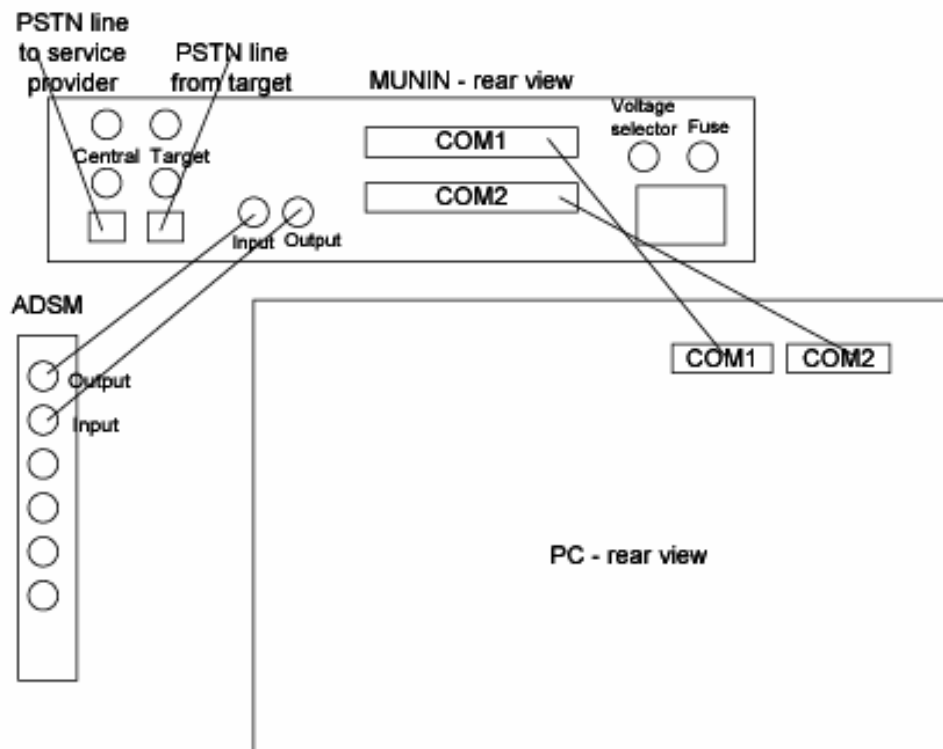 PSTN line
to service
provider
PSTN line
from target
MUNIN - rear view
Voltage
selector
Fuse
Central
Target
COM1
COM2
Input
Output
ADSM
Output
Input
COM1
COM2
PC - rear view